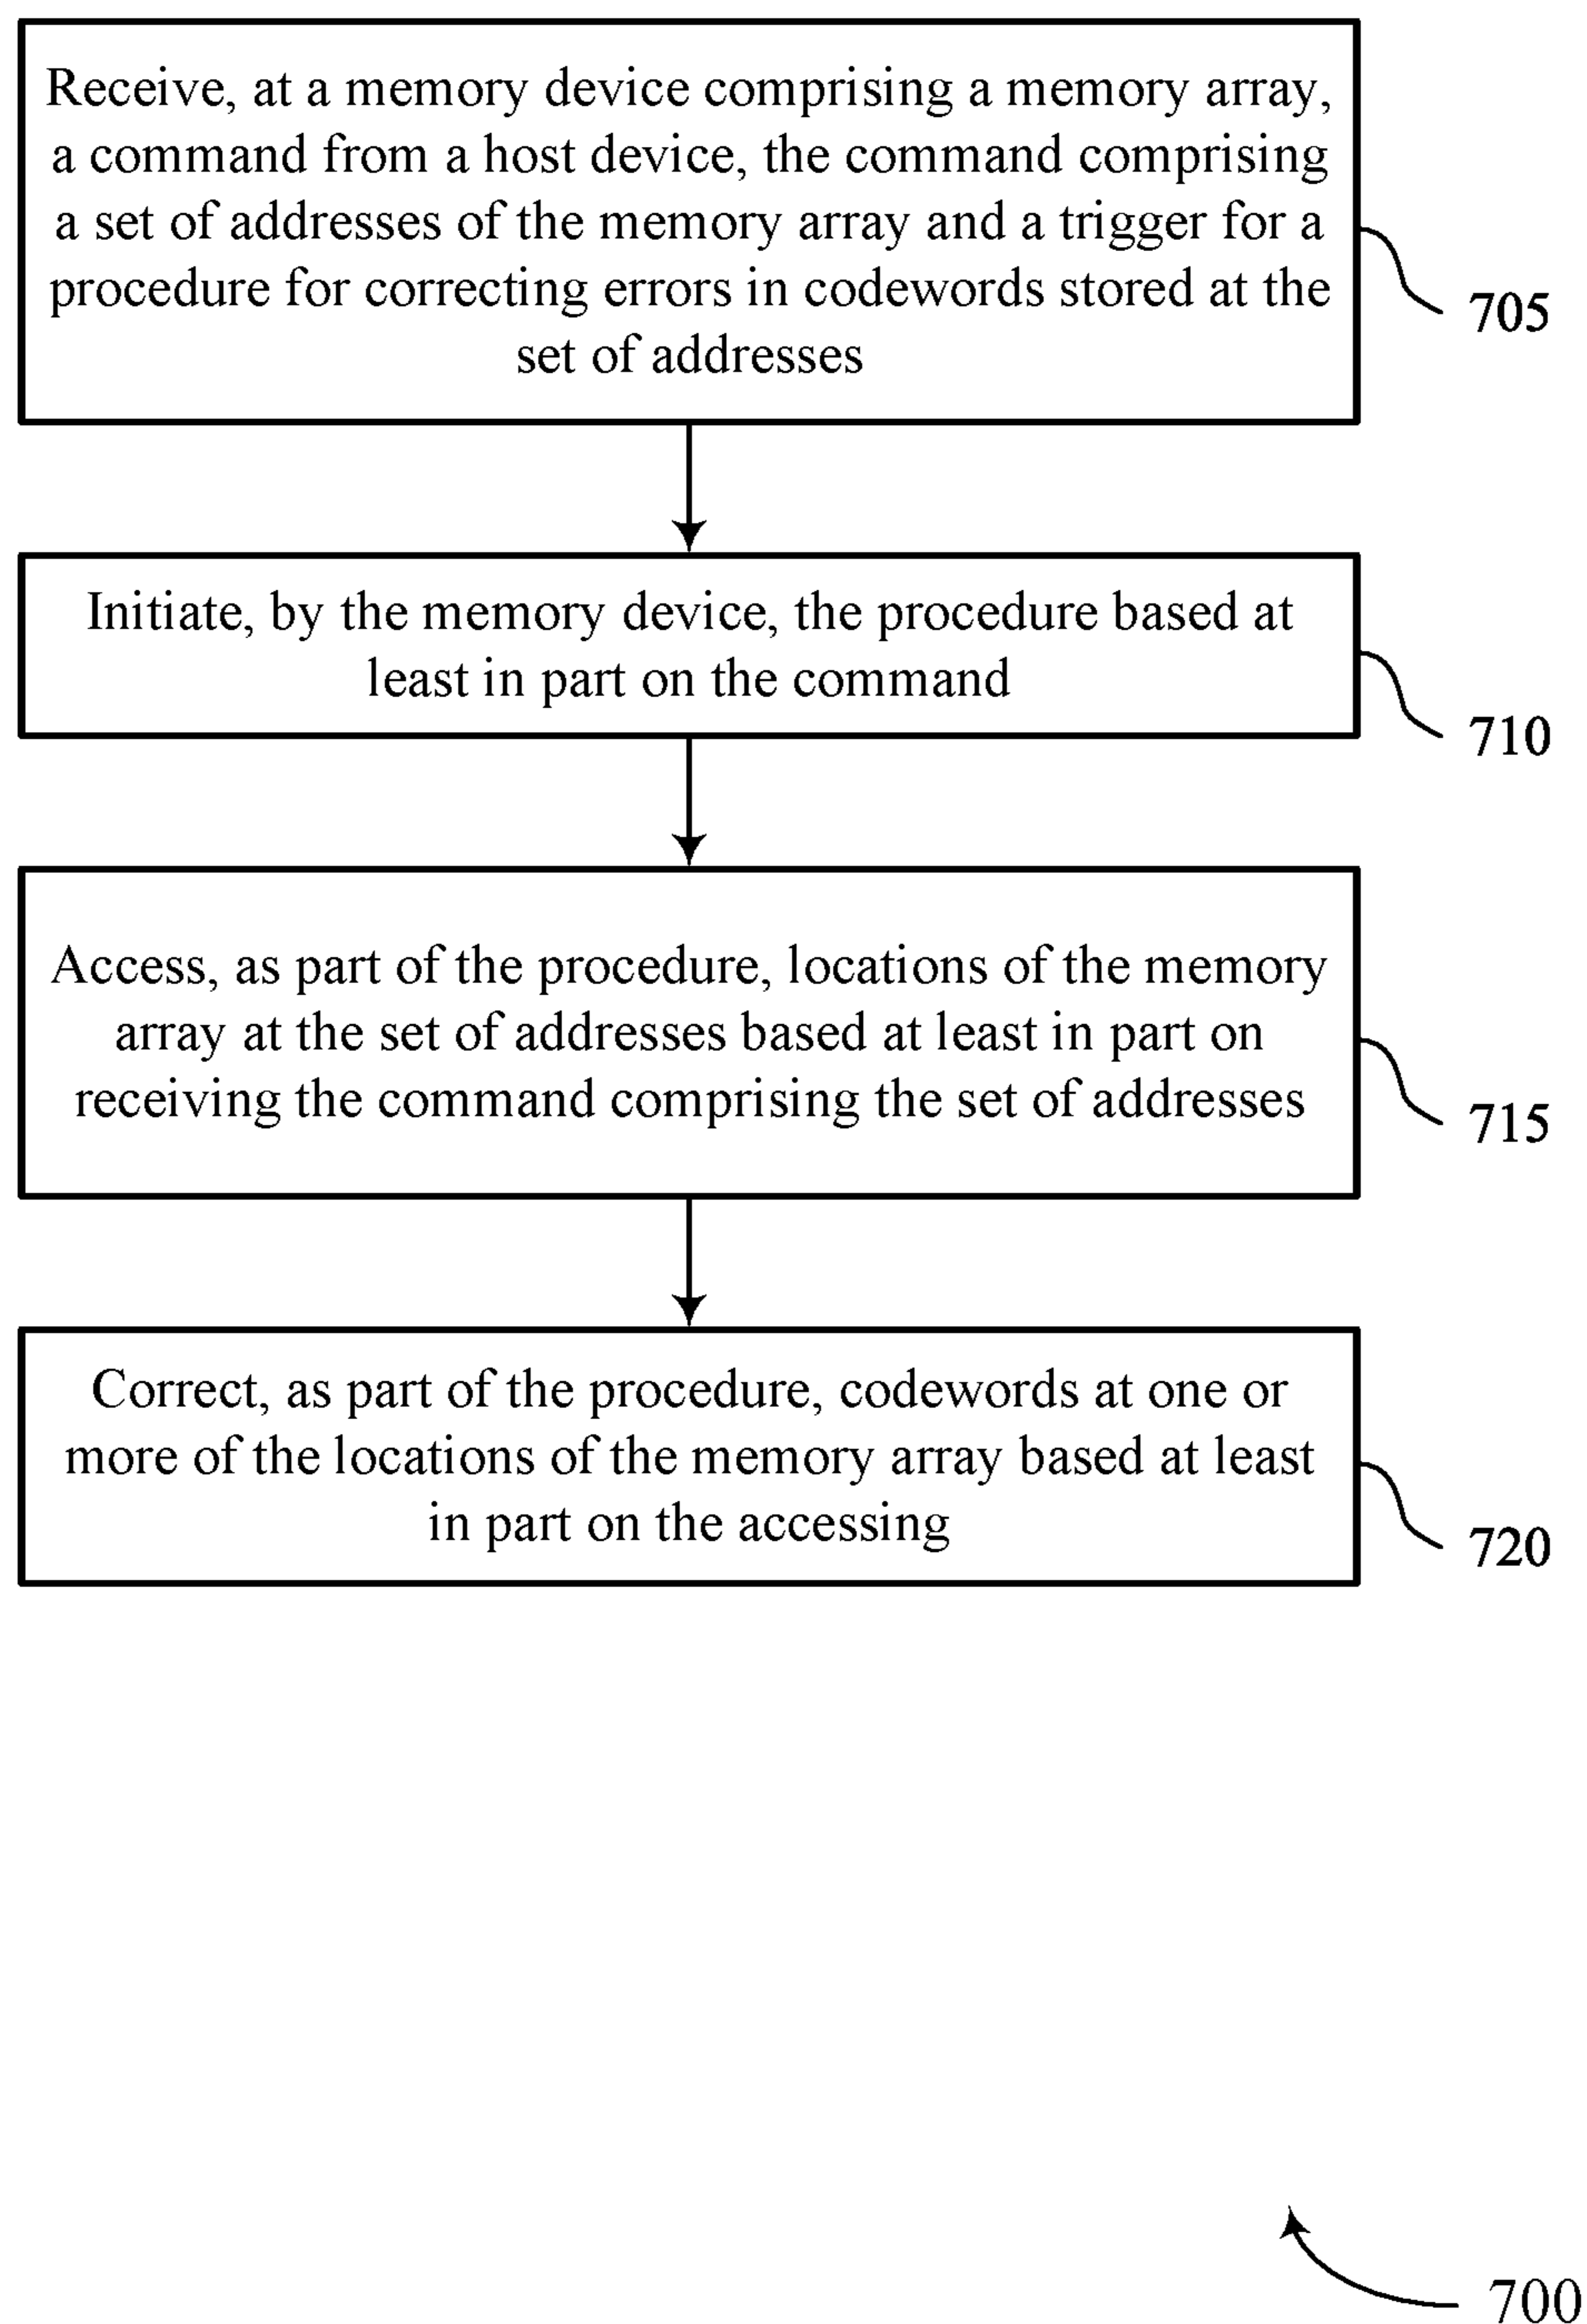 Receive, at a memory device comprising a memory array,
a command from a host device, the command comprising
a set of addresses of the memory array and a trigger for a
procedure for correcting errors in codewords stored at the
set of addresses
705
Initiate, by the memory device, the procedure based at
least in part on the command
710
Access, as part of the procedure, locations of the memory
array at the set of addresses based at least in part on
receiving the command comprising the set of addresses
715
Correct, as part of the procedure, codewords at one or
more of the locations of the memory array based at least
in part on the accessing
720
700